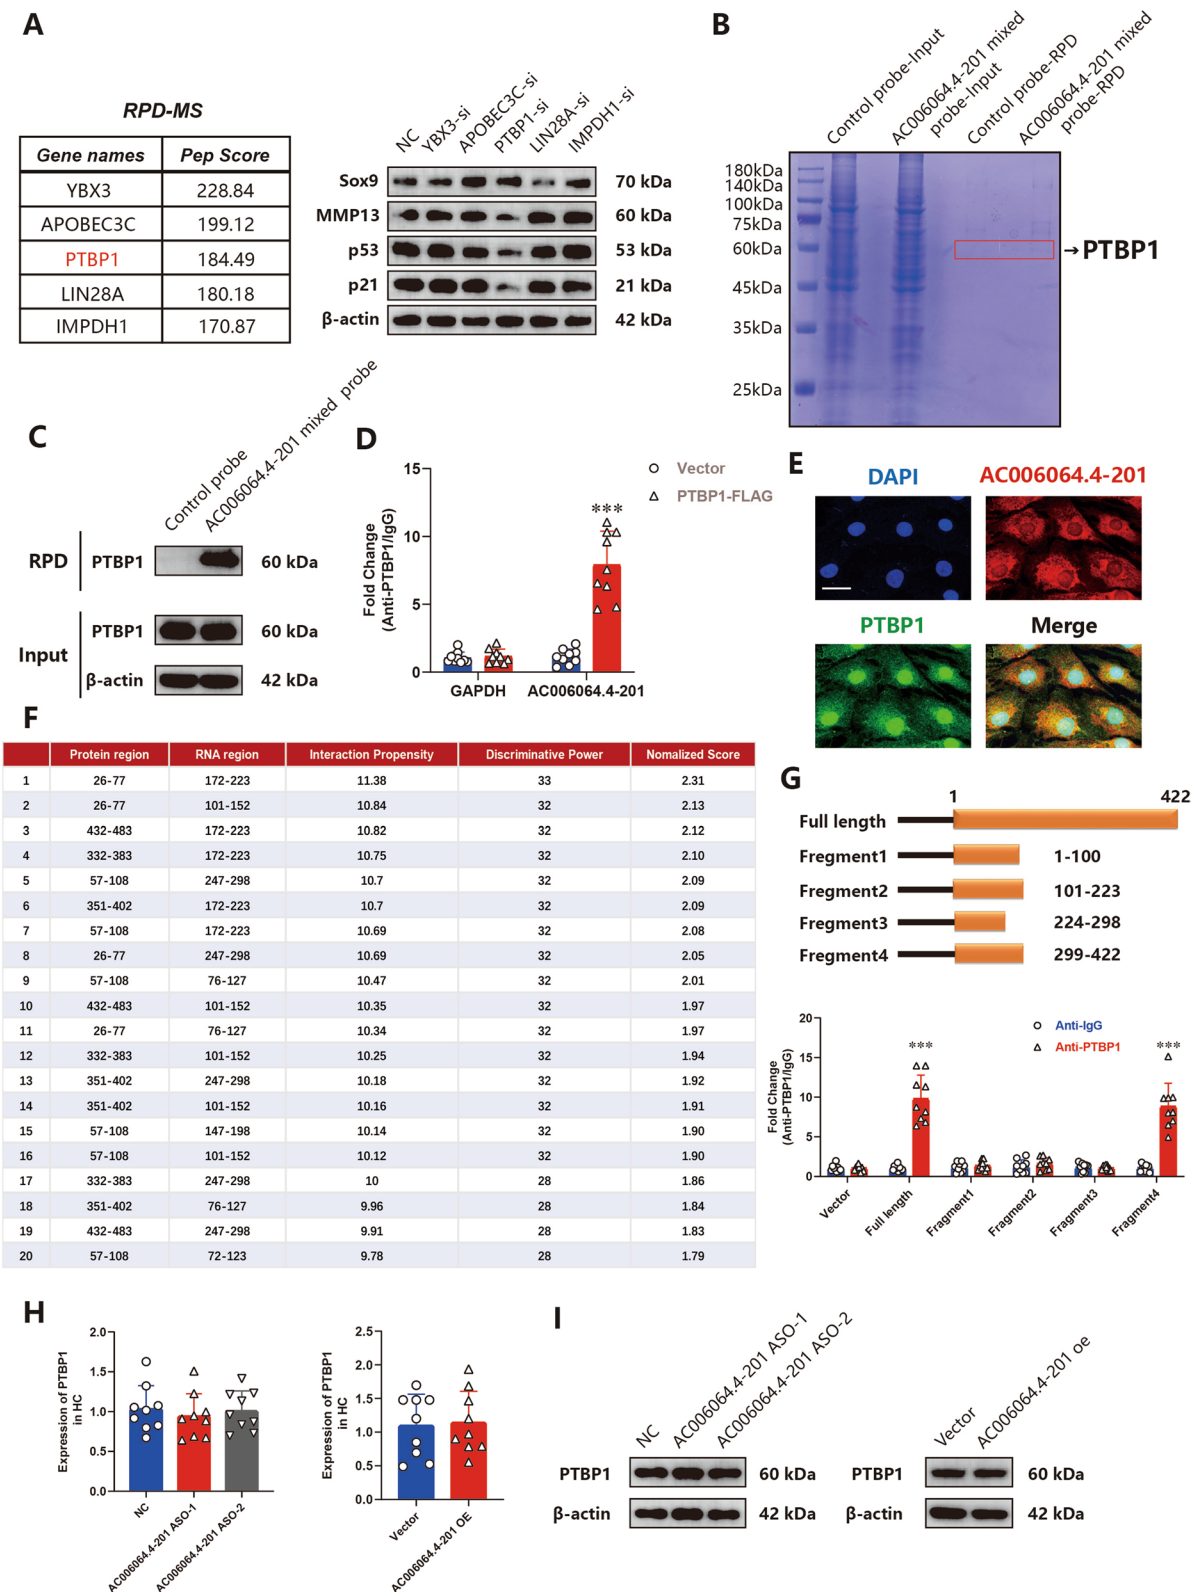 A
RPD-MS
Gene names Pep Score
YBX3 228.84
APOBEC3C 199.12
PTBP1 184.49
LIN28A 180.18
IMPDH1 170.87
NC
YBX3-si
APOBEC3C-si
PTBP1-si
LIN28A-si
IMPDH1-si
Sox9 70 kDa
MMP13 60 kDa
p53 53 kDa
p21 21 kDa
β-actin 42 kDa
B
Control probe-Input
AC006064.4-201 mixed
probe-Input
Control probe-RPD
AC006064.4-201 mixed
probe-RPD
180kDa
140kDa
100kDa
75kDa
60kDa
45kDa
35kDa
25kDa
→PTBP1
C
Control probe
AC006064.4-201 mixed probe
RPD PTBP1 60 kDa
Input
PTBP1 60 kDa
β-actin 42 kDa
D
Vector
PTBP1-FLAG
Fold Change
(Anti-PTBP1/IgG)
15
10
5
0
***
GAPDH AC006064.4-201
E
DAPI AC006064.4-201
PTBP1 Merge
F
Protein region RNA region Interaction Propensity Discriminative Power Nomalized Score
1 26-77 172-223 11.38 33 2.31
2 26-77 101-152 10.84 32 2.13
3 432-483 172-223 10.82 32 2.12
4 332-383 172-223 10.75 32 2.10
5 57-108 247-298 10.7 32 2.09
6 351-402 172-223 10.7 32 2.09
7 57-108 172-223 10.69 32 2.08
8 26-77 247-298 10.69 32 2.05
9 57-108 76-127 10.47 32 2.01
10 432-483 101-152 10.35 32 1.97
11 26-77 76-127 10.34 32 1.97
12 332-383 101-152 10.25 32 1.94
13 351-402 247-298 10.18 32 1.92
14 351-402 101-152 10.16 32 1.91
15 57-108 147-198 10.14 32 1.90
16 57-108 101-152 10.12 32 1.90
17 332-383 247-298 10 28 1.86
18 351-402 76-127 9.96 28 1.84
19 432-483 247-298 9.91 28 1.83
20 57-108 72-123 9.78 28 1.79
G
1 422
Full length
Fregment1 1-100
Fregment2 101-223
Fregment3 224-298
Fregment4 299-422
Anti-IgG
Anti-PTBP1
Fold Change
(Anti-PTBP1/IgG)
20
15
10
5
0
***
***
Vector
Full length
Fragment1
Fragment2
Fragment3
Fragment4
H
Expression of PTBP1
in HC
2.0
1.5
1.0
0.5
0.0
NC
AC006064.4-201 ASO-1
AC006064.4-201 ASO-2
Expression of PTBP1
in HC
2.5
2.0
1.5
1.0
0.5
0.0
Vector
AC006064.4-201 OE
I
NC
AC006064.4-201 ASO-1
AC006064.4-201 ASO-2
PTBP1 60 kDa
β-actin 42 kDa
Vector
AC006064.4-201 oe
PTBP1 60 kDa
β-actin 42 kDa